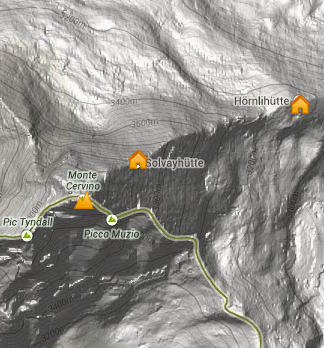 3400m
3600m
Hörnlihütte
Solvayhütte
Monte
Cervino
Pic Tyndall
Picco Muzio